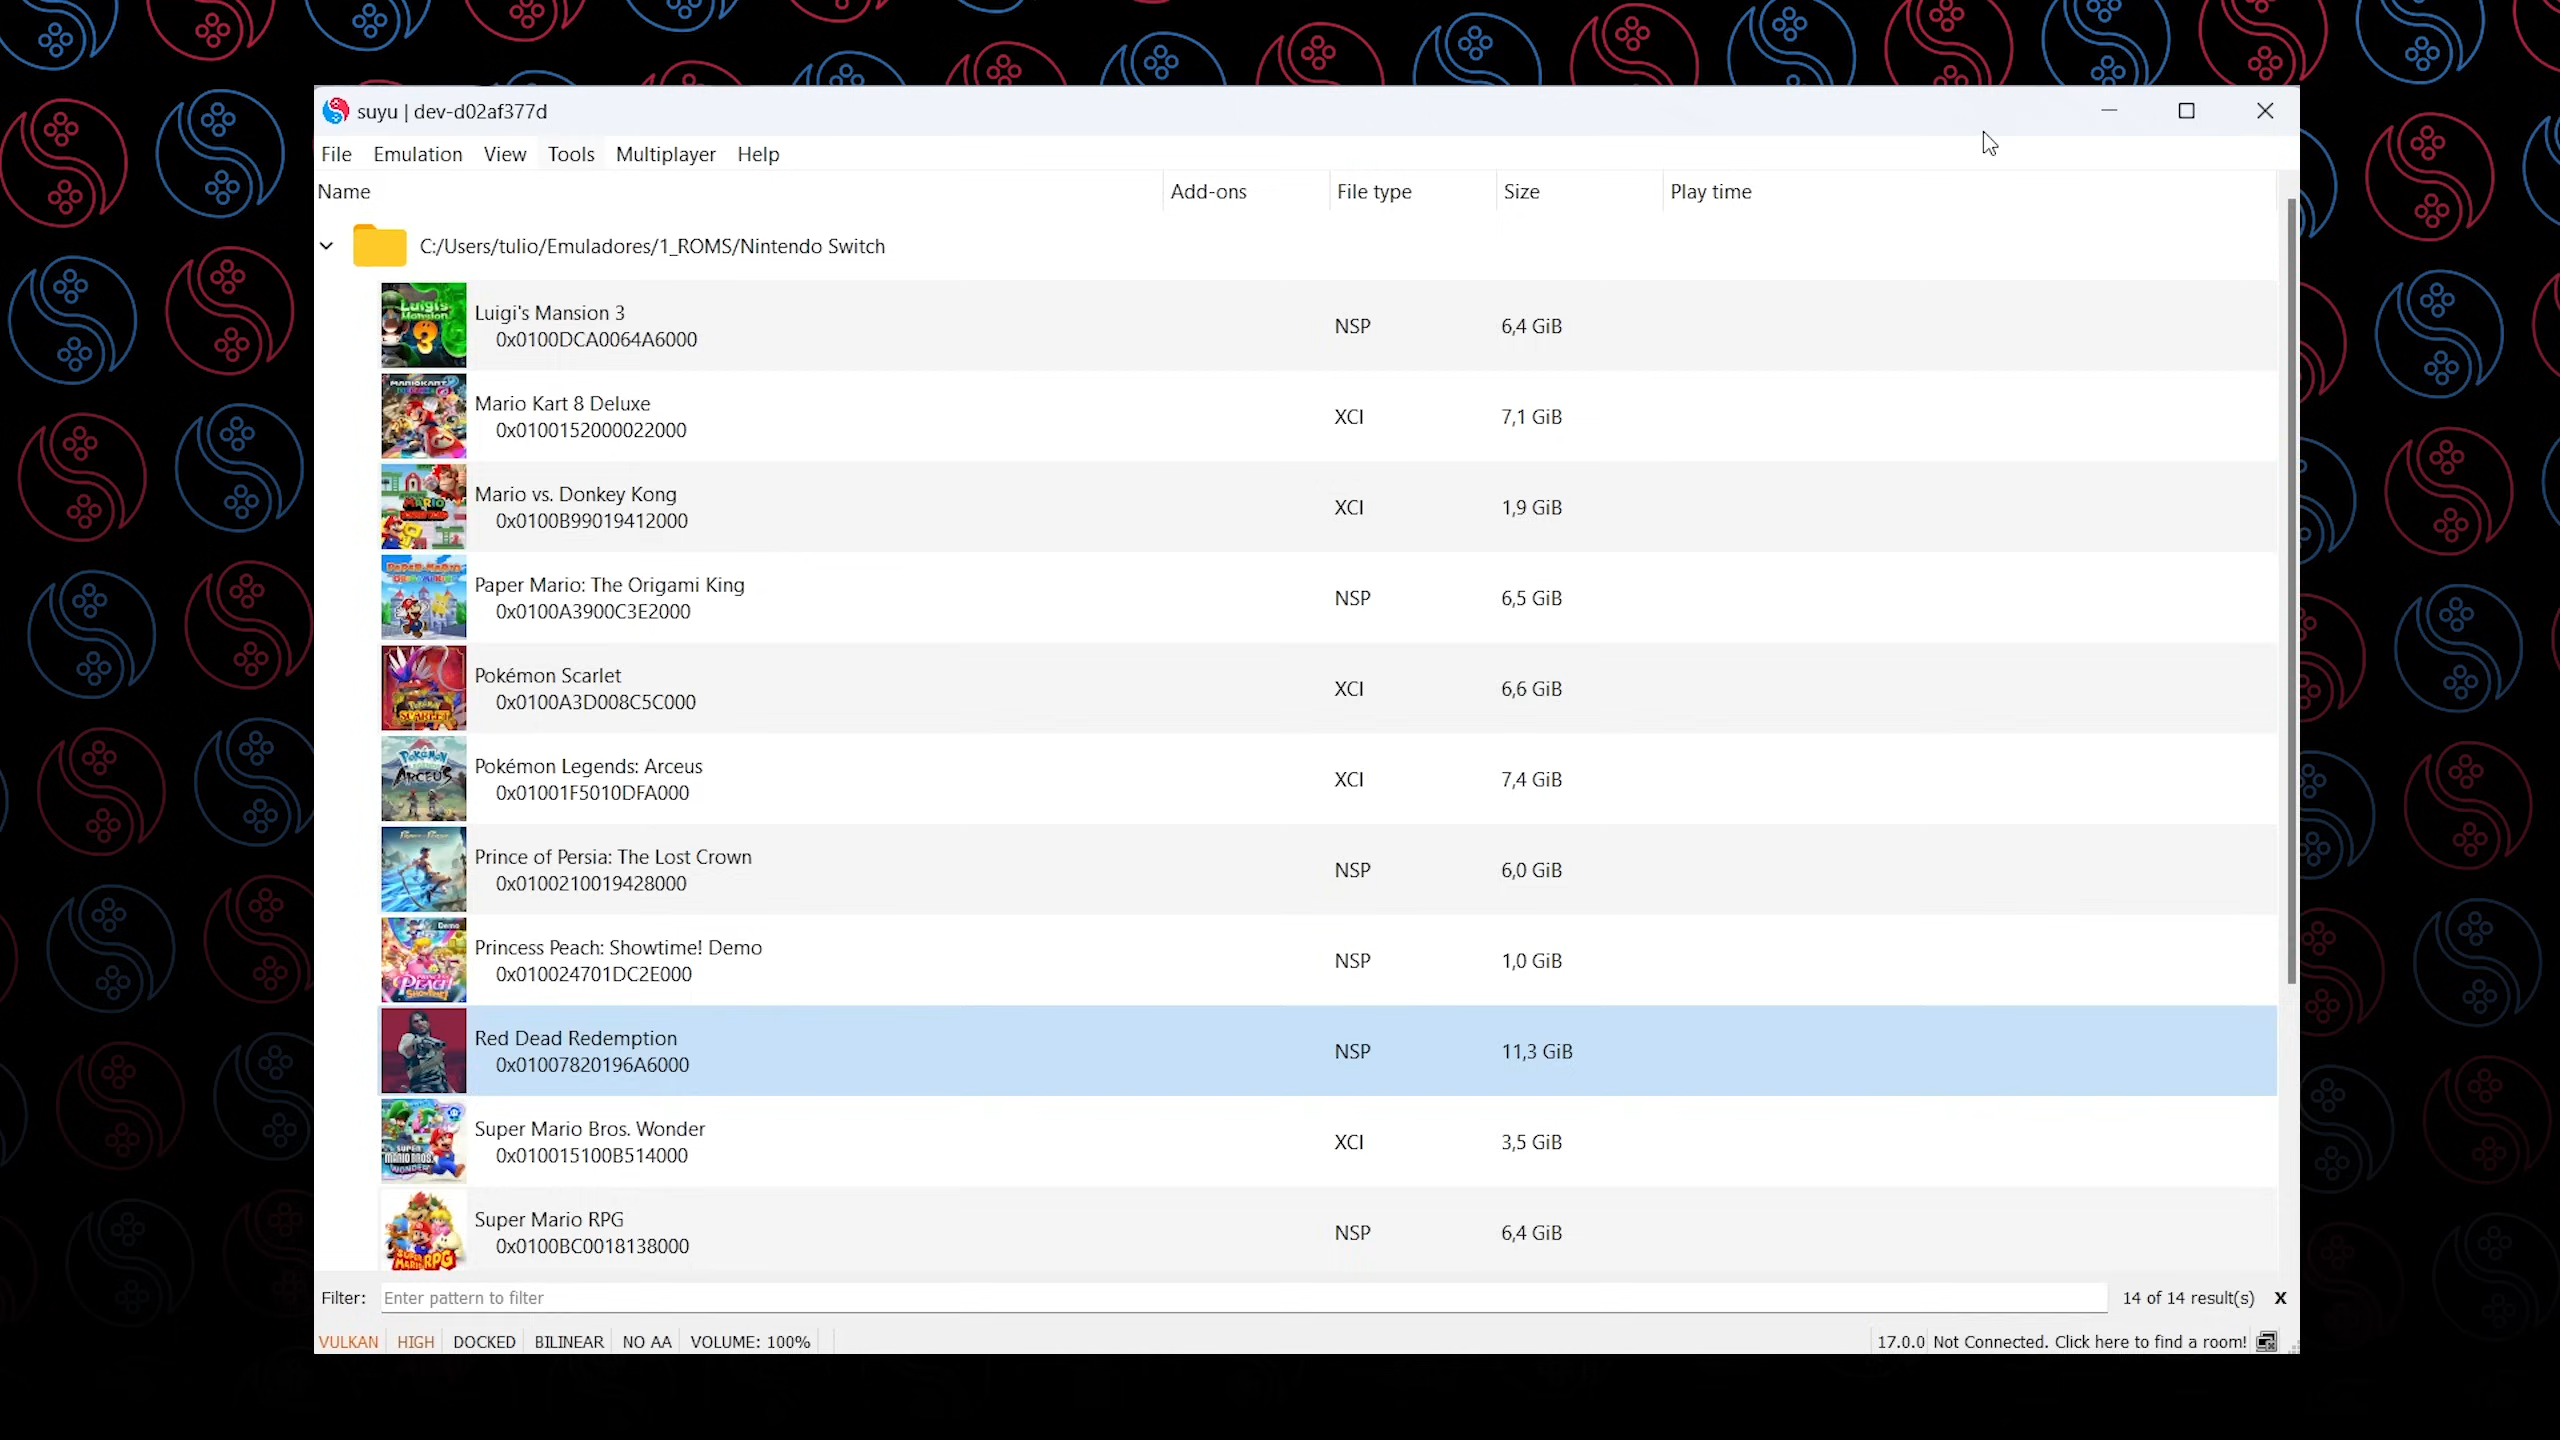 suyu | dev-d02af377d
File Emulation View Tools Multiplayer Help
Name Add-ons File type Size Play time
C:/Users/tulio/Emuladores/1_ROMS/Nintendo Switch
Luigi's Mansion 3
0x0100DCA0064A6000 NSP 6,4 GiB
Mario Kart 8 Deluxe
0x0100152000022000 XCI 7,1 GiB
Mario vs. Donkey Kong
0x0100B99019412000 XCI 1,9 GiB
Paper Mario: The Origami King
0x0100A3900C3E2000 NSP 6,5 GiB
Pokémon Scarlet
0x0100A3D008C5C000 XCI 6,6 GiB
Pokémon Legends: Arceus
0x01001F5010DFA000 XCI 7,4 GiB
Prince of Persia: The Lost Crown
0x0100210019428000 NSP 6,0 GiB
Princess Peach: Showtime! Demo
0x010024701DC2E000 NSP 1,0 GiB
Red Dead Redemption
0x01007820196A6000 NSP 11,3 GiB
Super Mario Bros. Wonder
0x010015100B514000 XCI 3,5 GiB
Super Mario RPG
0x0100BC0018138000 NSP 6,4 GiB
Filter: Enter pattern to filter 14 of 14 result(s) X
VULKAN HIGH DOCKED BILINEAR NO AA VOLUME: 100% 17.0.0 Not Connected. Click here to find a room!